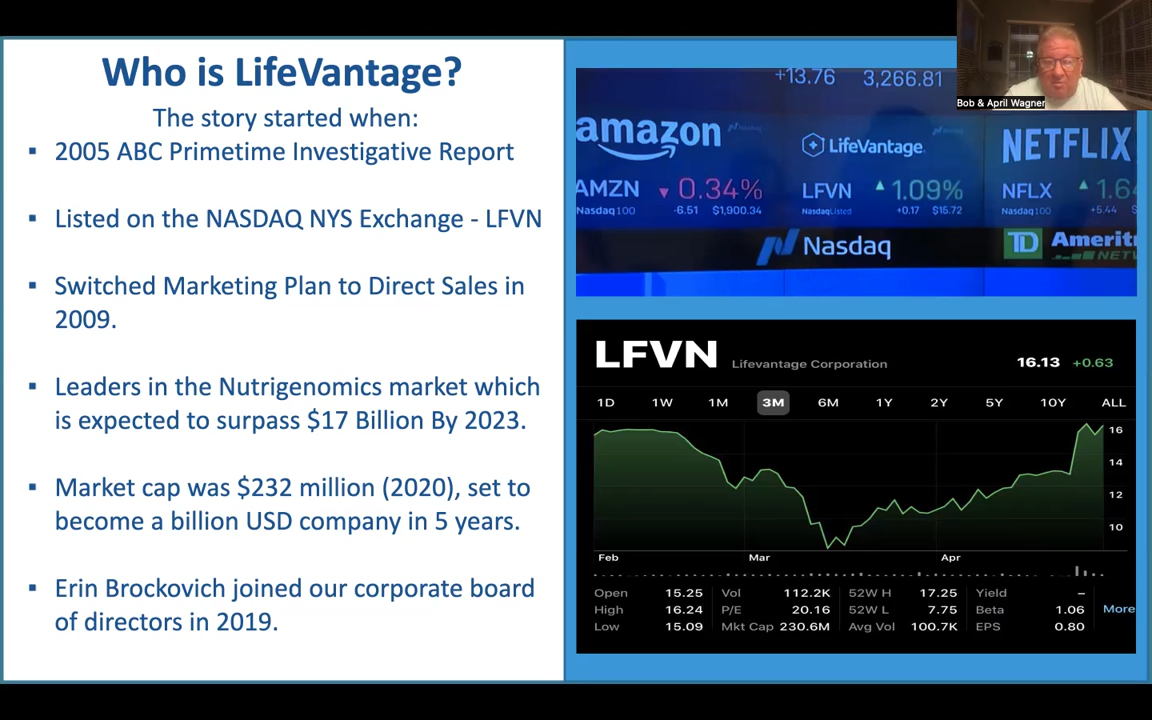 Who is LifeVantage?
The story started when:
▪ 2005 ABC Primetime Investigative Report
▪ Listed on the NASDAQ NYS Exchange - LFVN
▪ Switched Marketing Plan to Direct Sales in
2009.
▪ Leaders in the Nutrigenomics market which
is expected to surpass $17 Billion By 2023.
▪ Market cap was $232 million (2020), set to
become a billion USD company in 5 years.
▪ Erin Brockovich joined our corporate board
of directors in 2019.
Bob & April Wagner
+13.76 3,266.81
amazon LifeVantage NETFLIX
AMZN ▼ 0.34% LFVN ▲ 1.09% NFLX ▲ 1.6
Nasdaq100 -6.51 $1,900.34 NasdaqListed +0.17 $15.72 Nasdaq100 +5.44 $
Nasdaq TD Ameritr
NETW
LFVN Lifevantage Corporation 16.13 +0.63
1D 1W 1M 3M 6M 1Y 2Y 5Y 10Y ALL
16
14
12
10
Feb Mar Apr
Open 15.25 Vol 112.2K 52W H 17.25 Yield –
High 16.24 P/E 20.16 52W L 7.75 Beta 1.06 More
Low 15.09 Mkt Cap 230.6M Avg Vol 100.7K EPS 0.80